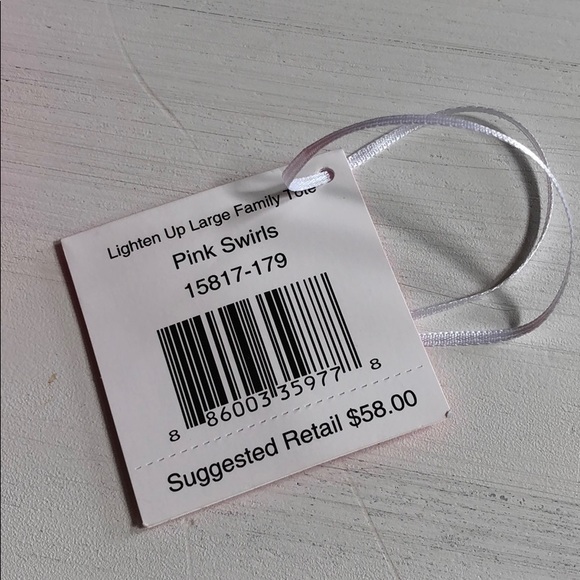 Lighten Up Large Family Tote
Pink Swirls
15817-179
8 86003 35977 8
Suggested Retail $58.00